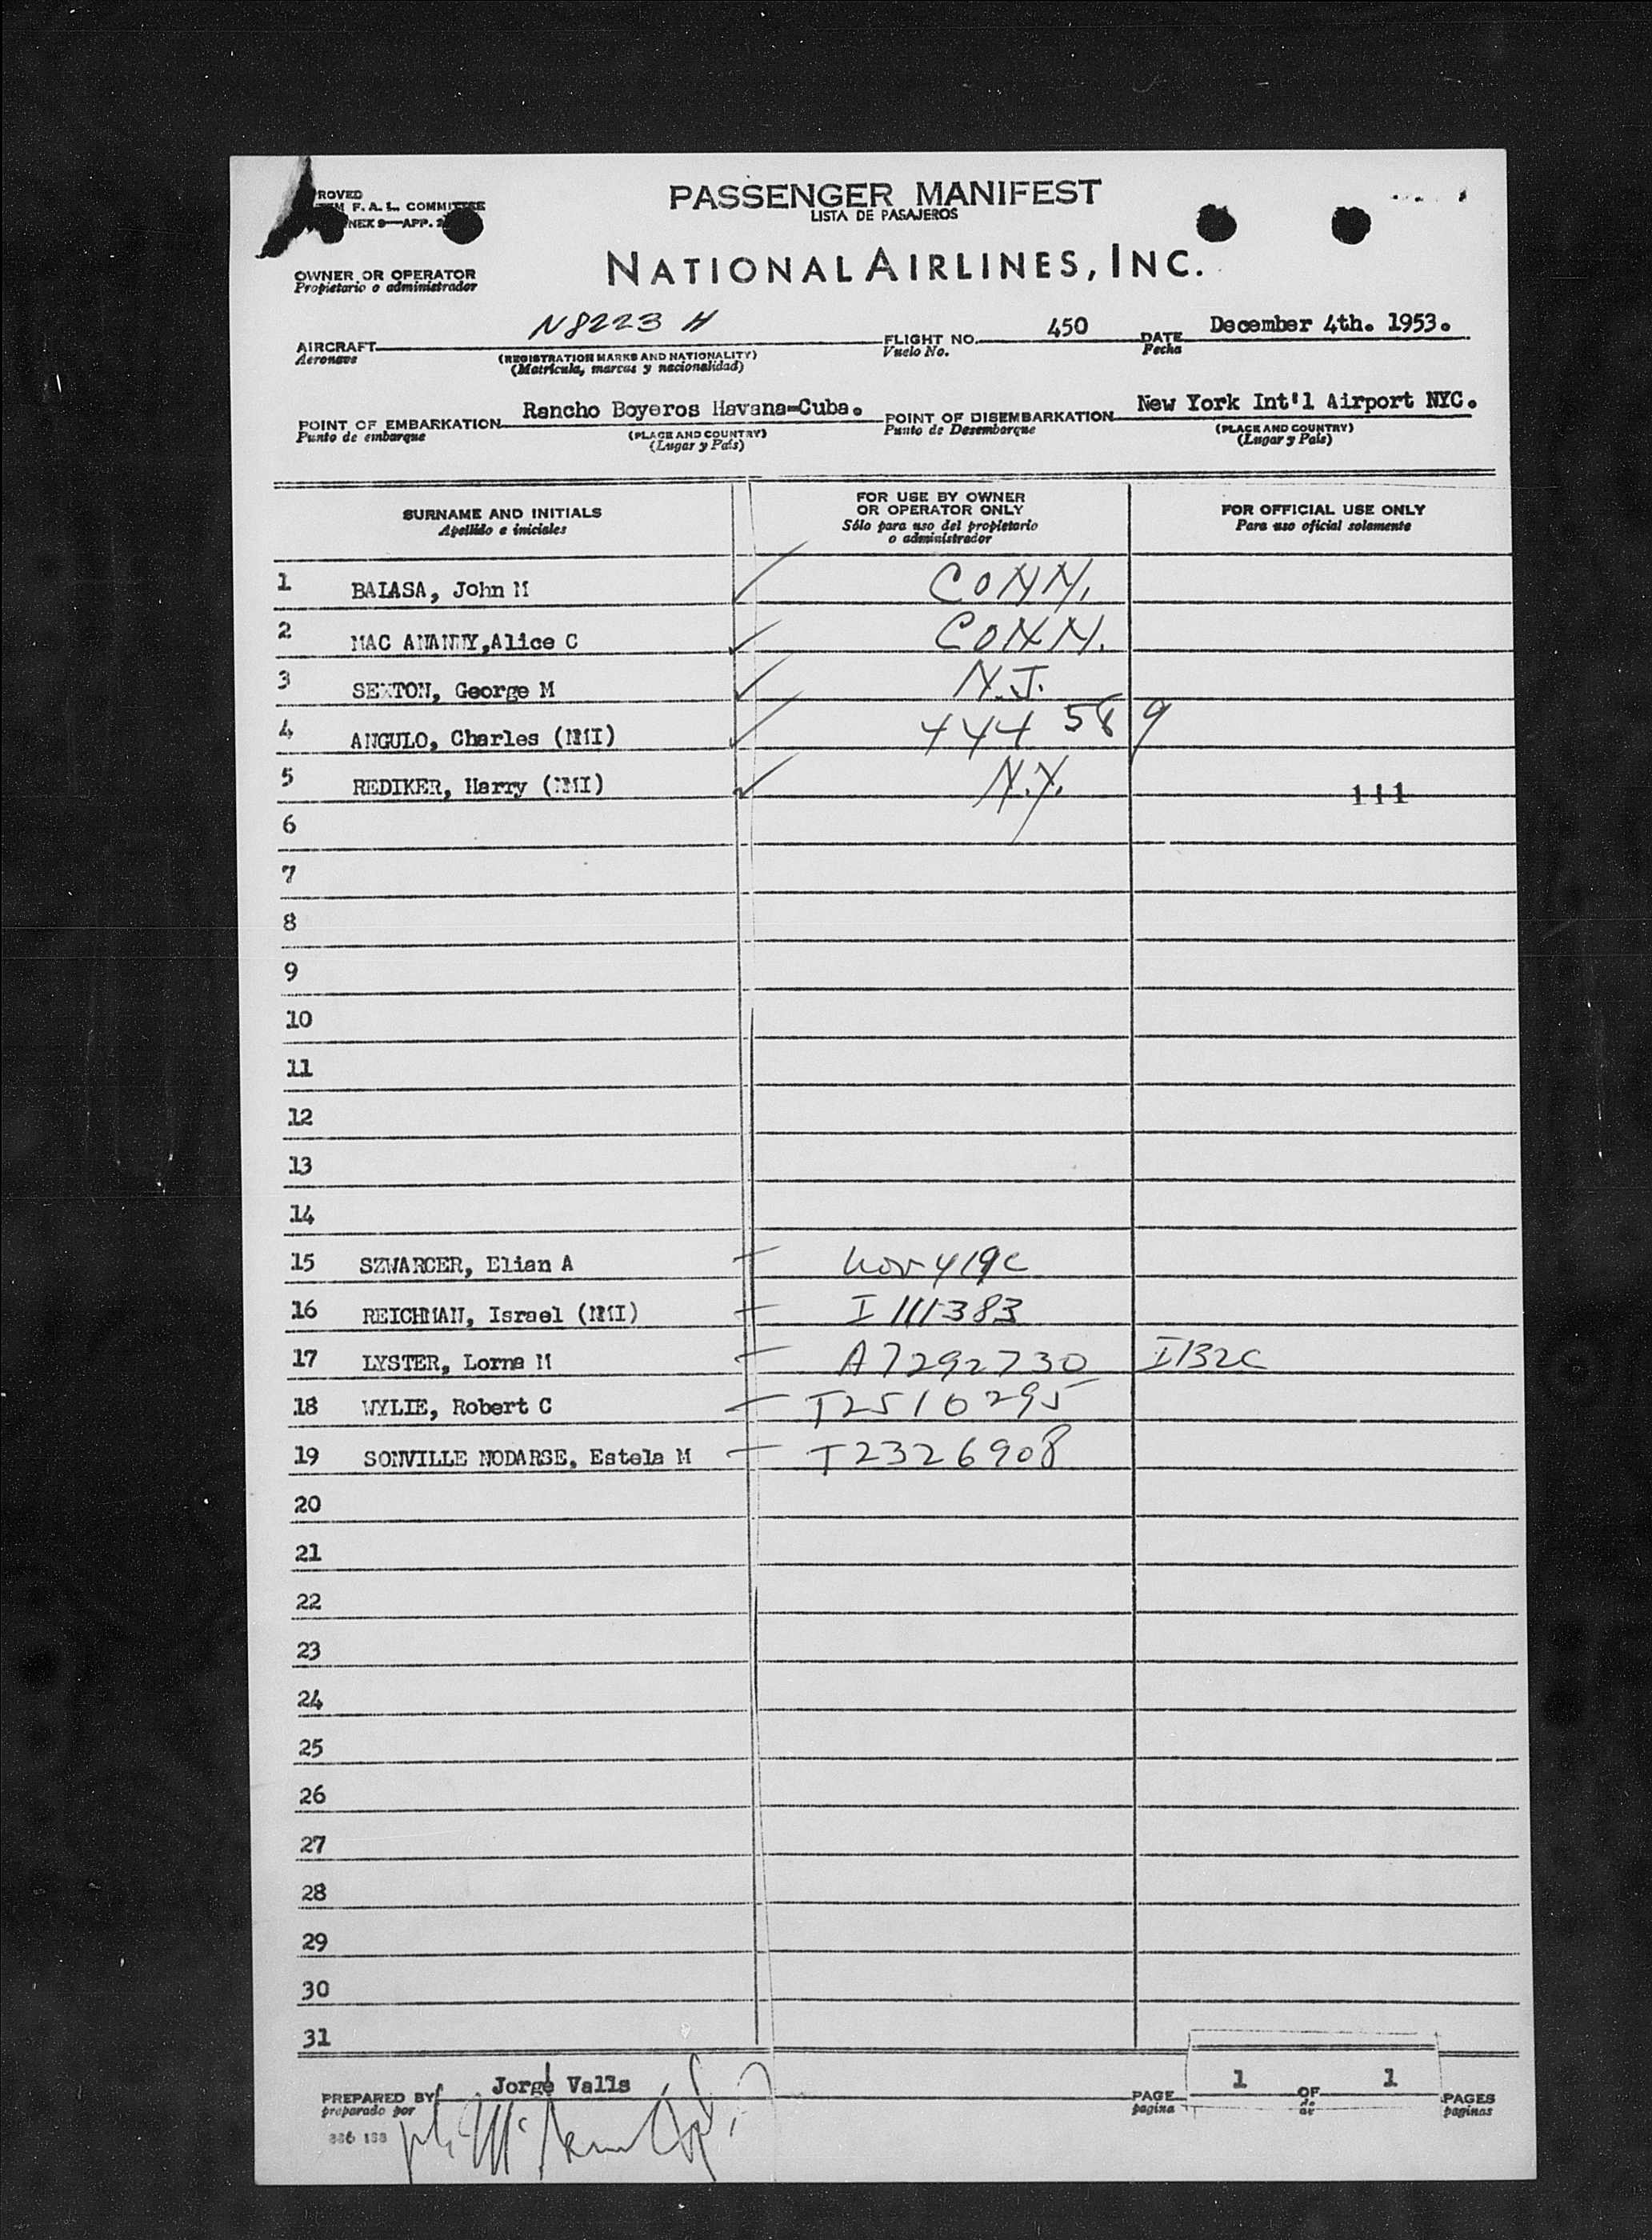 PASSENGER MANIFEST
LISTA DE PASAJEROS
ROVED
F. A. L. COMMITTEE
NEX 9—APP. 2
NATIONAL AIRLINES, INC.
OWNER OR OPERATOR
Propietario o administrador
AIRCRAFT N8223 H FLIGHT NO. 450 DATE December 4th. 1953.
Aeronave (REGISTRATION MARKS AND NATIONALITY) Vuelo No. Fecha
(Matrícula, marcas y nacionalidad)
POINT OF EMBARKATION Rancho Boyeros Havana-Cuba. POINT OF DISEMBARKATION New York Int'l Airport NYC.
Punto de embarque (PLACE AND COUNTRY) Punto de Desembarque (PLACE AND COUNTRY)
(Lugar y País) (Lugar y País)
SURNAME AND INITIALS
Apellido e iniciales
FOR USE BY OWNER
OR OPERATOR ONLY
Sólo para uso del propietario
o administrador
FOR OFFICIAL USE ONLY
Para uso oficial solamente
1 BALASA, John M CONN.
2 MAC ANANNY,Alice C CONN.
3 SEXTON, George M N.J.
4 ANGULO, Charles (NMI) 444 589
5 REDIKER, Harry (NMI) N.Y. 111
6
7
8
9
10
11
12
13
14
15 SZWARCER, Elian A
16 REICHMAN, Israel (NMI) I 111383
17 LYSTER, Lorna M A7292730 I132C
18 WYLIE, Robert C T2510295
19 SONVILLE NODARSE, Estela M T2326908
20
21
22
23
24
25
26
27
28
29
30
31
PREPARED BY Jorge Valls PAGE 1 OF 1 PAGES
preparado por pagina de paginas